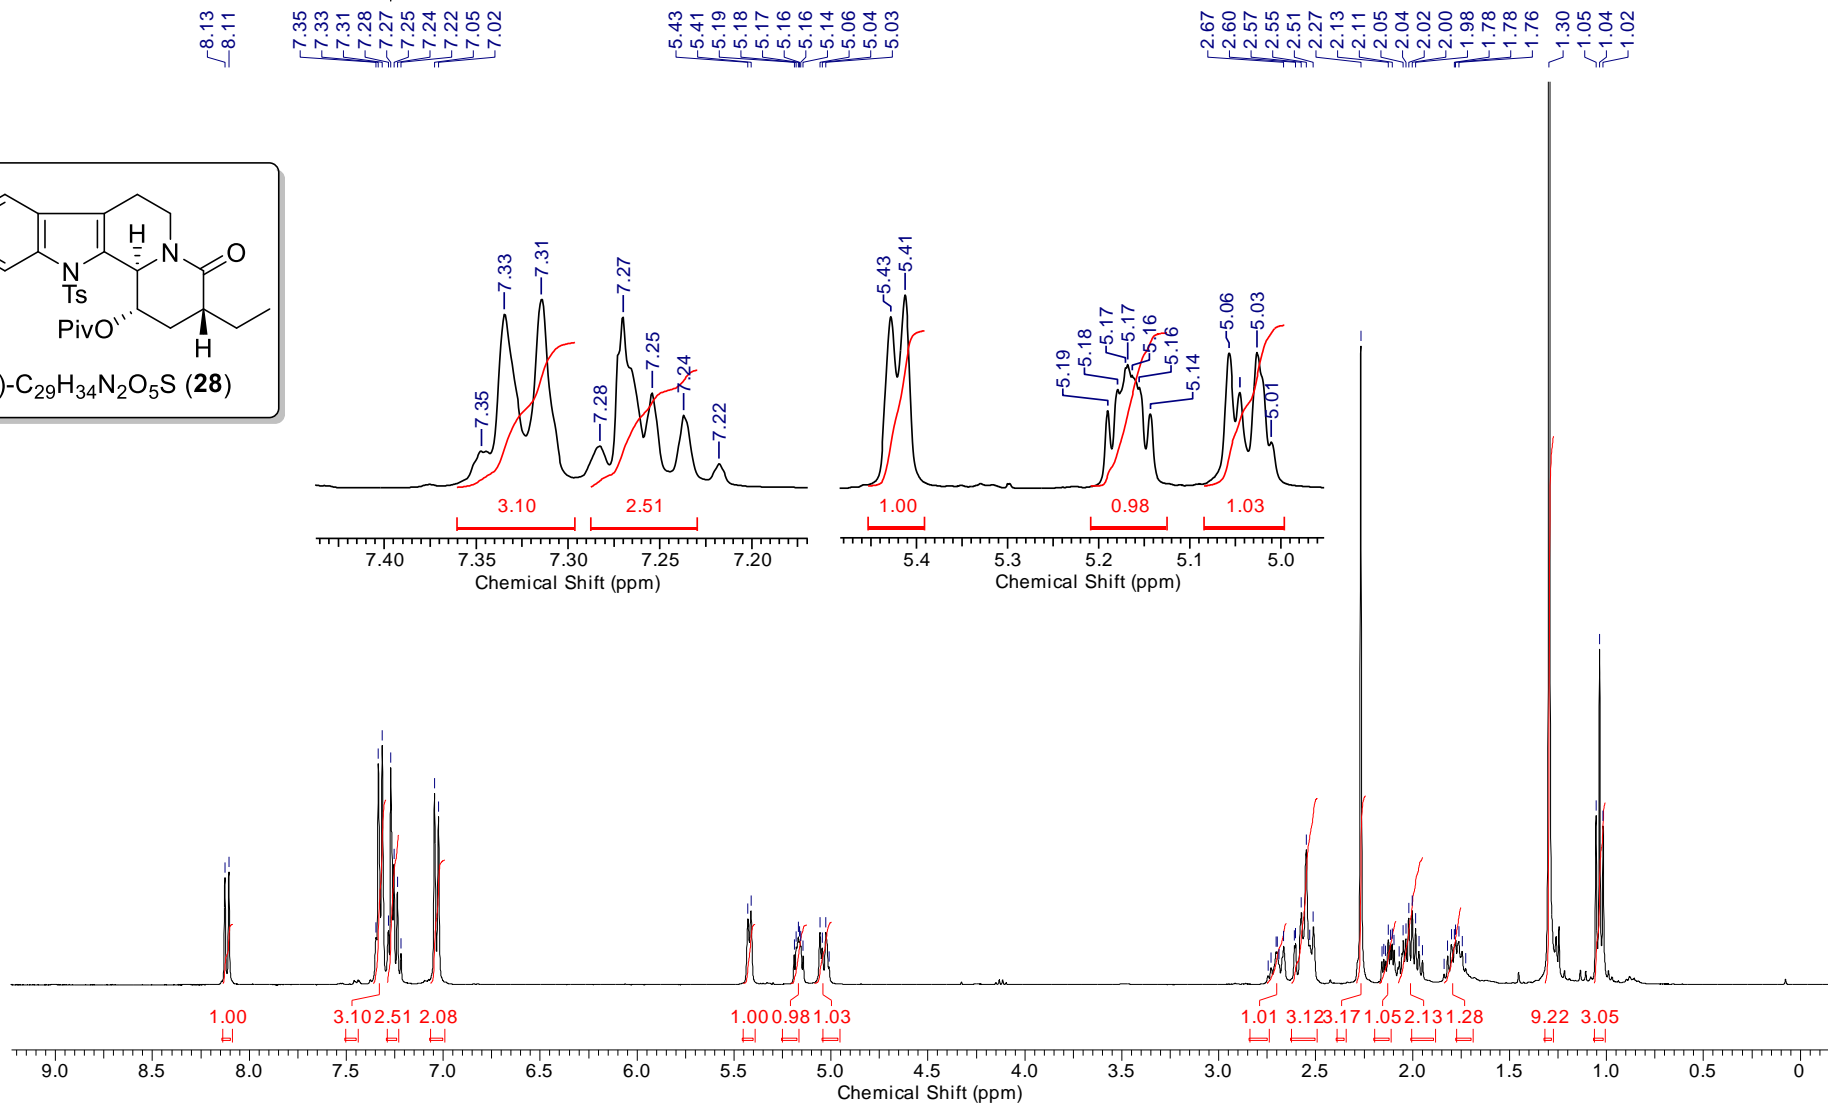 8.13 8.11 7.35 7.33 7.31 7.28 7.27 7.25 7.24 7.22 7.05 7.02 5.43 5.41 5.19 5.18 5.17 5.16 5.16 5.14 5.06 5.04 5.03 2.67 2.60 2.57 2.55 2.51 2.27 2.13 2.11 2.05 2.04 2.02 2.00 1.98 1.78 1.78 1.76 1.30 1.05 1.04 1.02
H
N
O
N
Ts
PivO
H
)-C₂₉H₃₄N₂O₅S (28)
7.35 7.33 7.31 7.28 7.27 7.25 7.24 7.22
3.10 2.51
7.40 7.35 7.30 7.25 7.20
Chemical Shift (ppm)
5.43 5.41 5.19 5.18 5.17 5.17 5.16 5.16 5.14 5.06 5.03 5.01
1.00 0.98 1.03
5.4 5.3 5.2 5.1 5.0
Chemical Shift (ppm)
1.00 3.10 2.51 2.08 1.00 0.98 1.03 1.01 3.12 3.17 1.05 2.13 1.28 9.22 3.05
9.0 8.5 8.0 7.5 7.0 6.5 6.0 5.5 5.0 4.5 4.0 3.5 3.0 2.5 2.0 1.5 1.0 0.5 0
Chemical Shift (ppm)